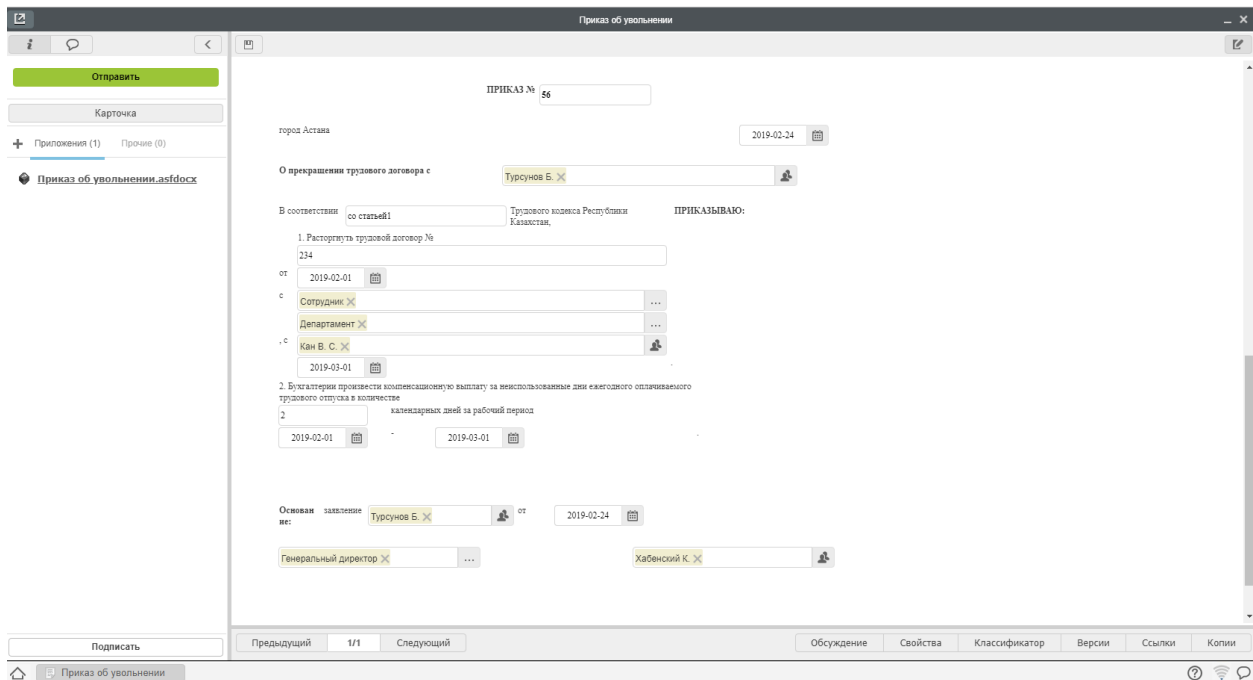 Приказ об увольнении
Отправить
Карточка
Приложения (1) Прочие (0)
Приказ об увольнении.asfdocx
ПРИКАЗ № 56
город Астана 2019-02-24
О прекращении трудового договора с Турсунов Б.
В соответствии со статьей1 Трудового кодекса Республики Казахстан, ПРИКАЗЫВАЮ:
1. Расторгнуть трудовой договор №
234
от 2019-02-01
с Сотрудник
Департамент
, с Кан В. С.
2019-03-01 .
2. Бухгалтерии произвести компенсационную выплату за неиспользованные дни ежегодного оплачиваемого
трудового отпуска в количестве
2 календарных дней за рабочий период
2019-02-01 - 2019-03-01 .
Основание: заявление Турсунов Б. от 2019-02-24
Генеральный директор Хабенский К.
Подписать
Предыдущий 1/1 Следующий Обсуждение Свойства Классификатор Версии Ссылки Копии
Приказ об увольнении